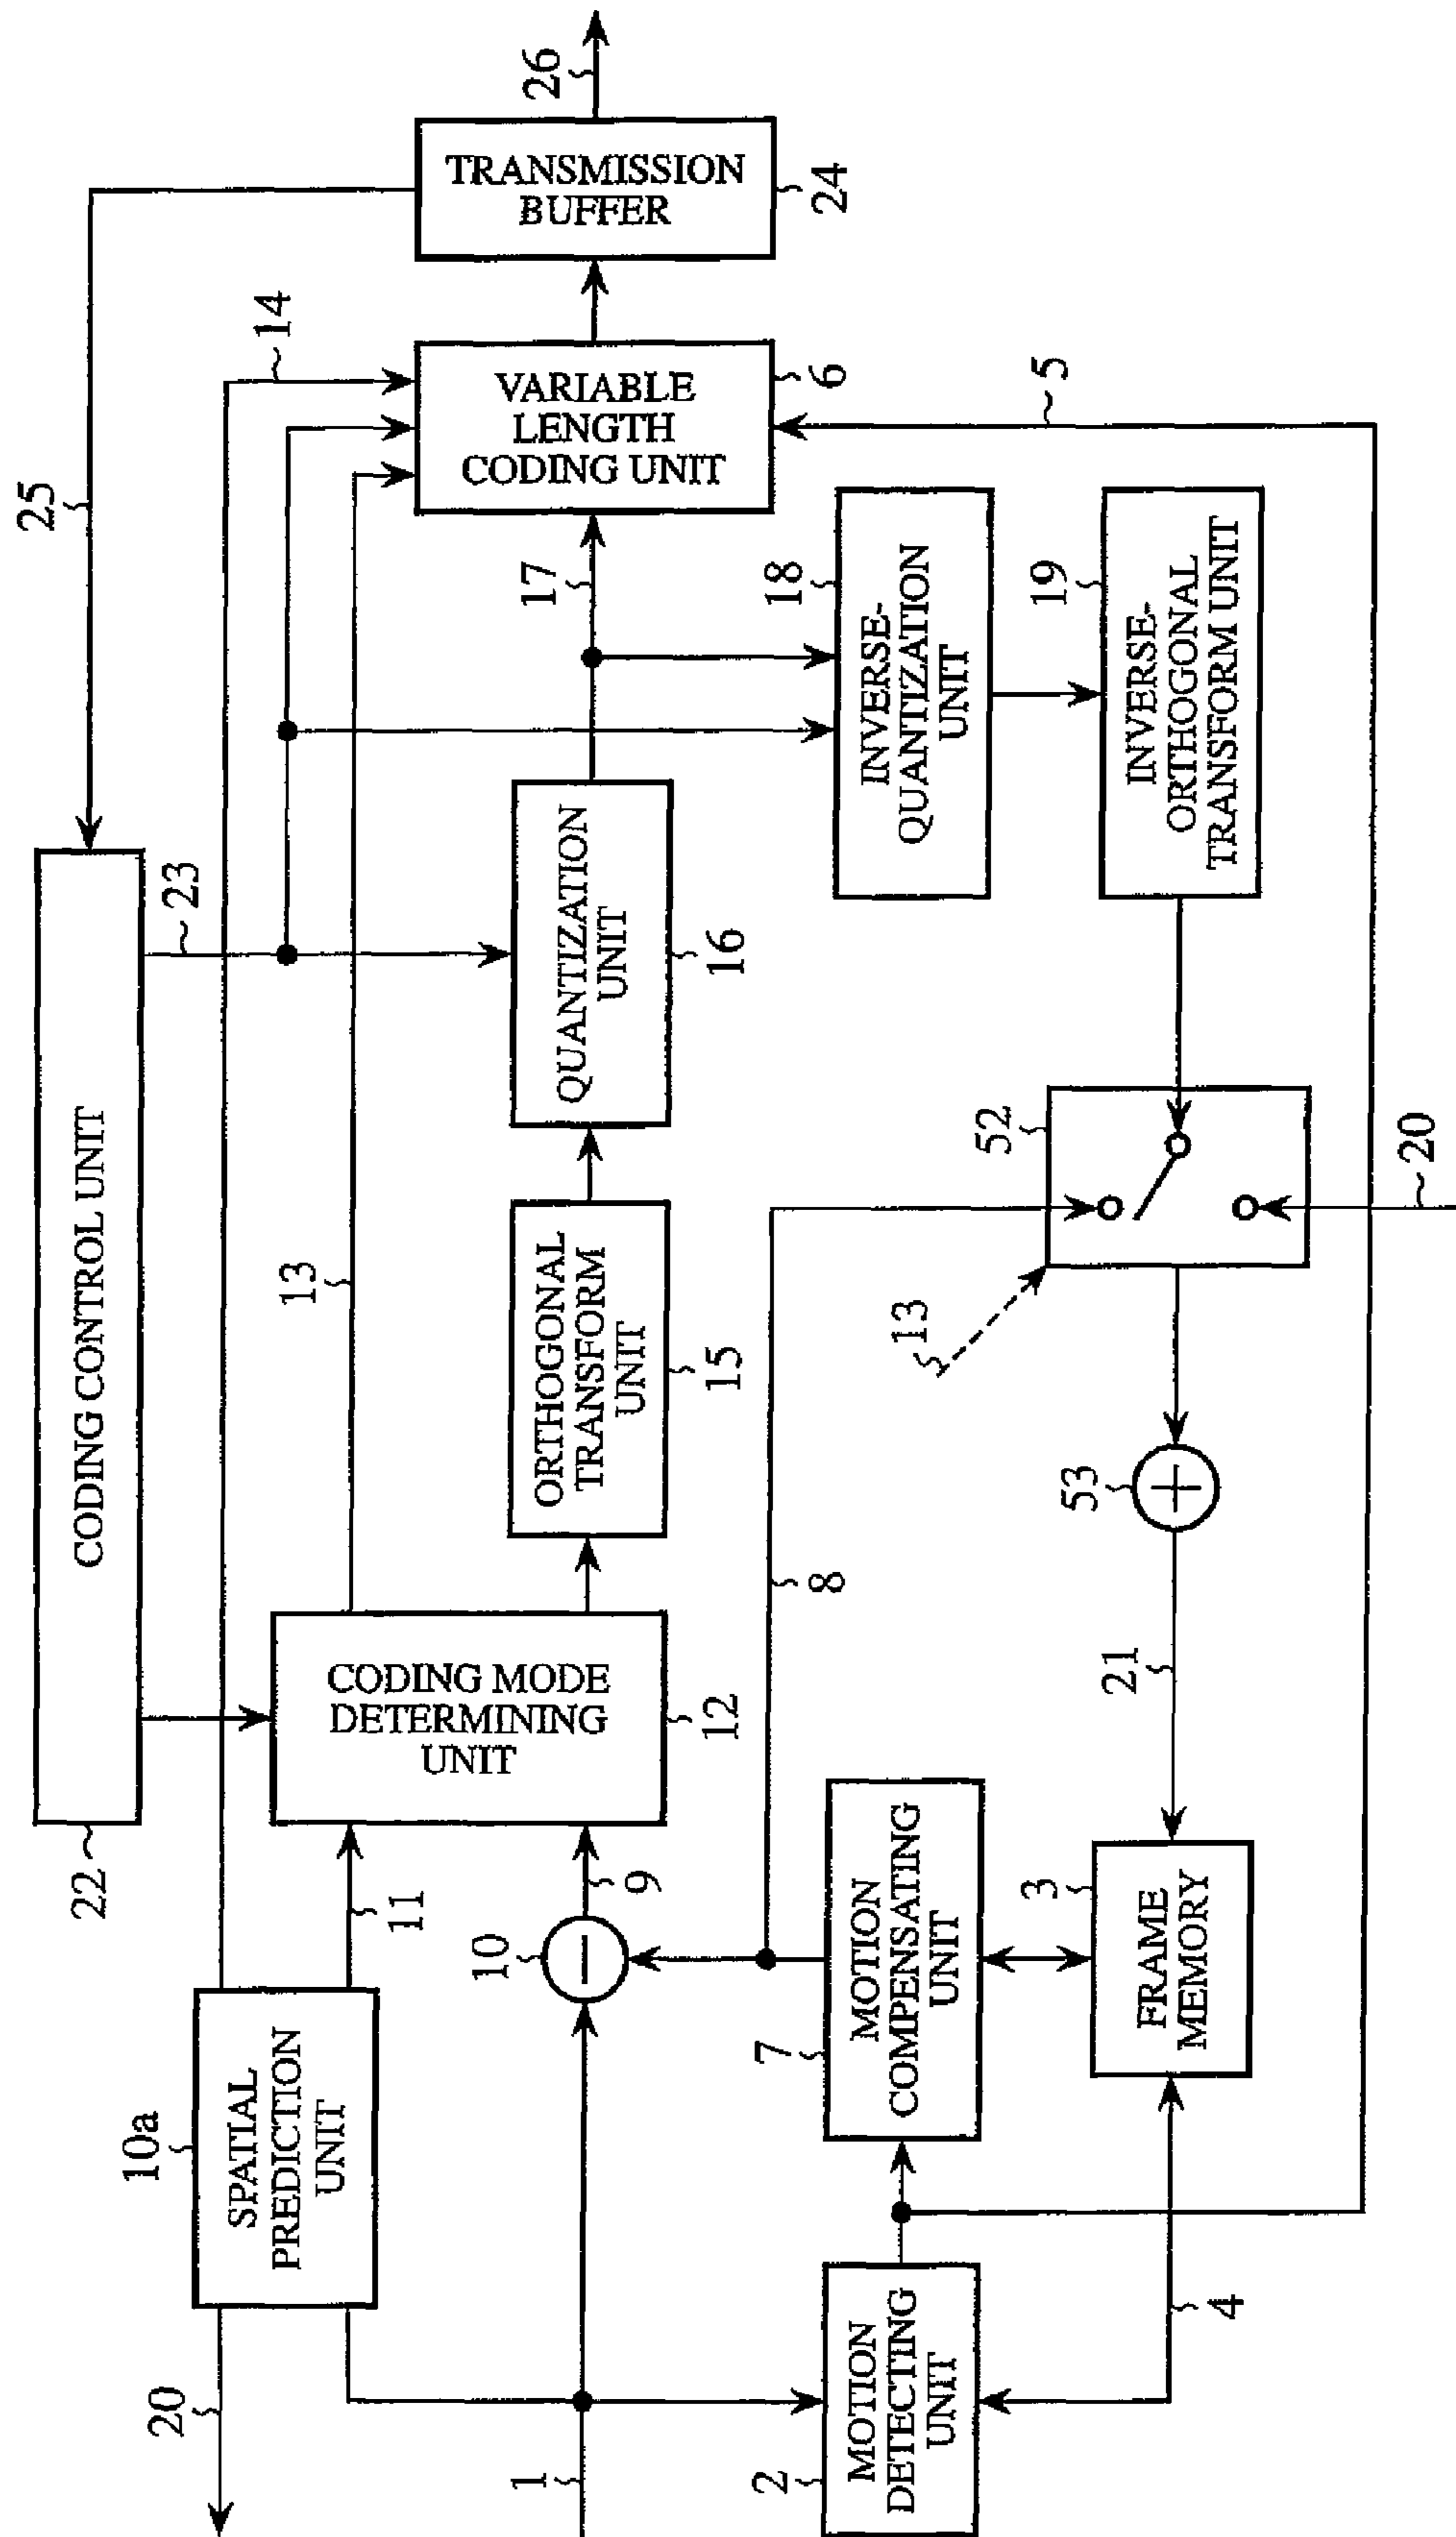 22
CODING CONTROL UNIT
23
25
10a
SPATIAL
PREDICTION
UNIT
20
11
CODING MODE
DETERMINING
UNIT
12
13
14
1
10
9
ORTHOGONAL
TRANSFORM
UNIT
15
QUANTIZATION
UNIT
16
17
VARIABLE
LENGTH
CODING UNIT
6
TRANSMISSION
BUFFER
24
26
2
MOTION
DETECTING
UNIT
7
MOTION
COMPENSATING
UNIT
8
18
INVERSE-
QUANTIZATION
UNIT
5
4
3
FRAME
MEMORY
21
53
13
52
20
19
INVERSE-
ORTHOGONAL
TRANSFORM UNIT